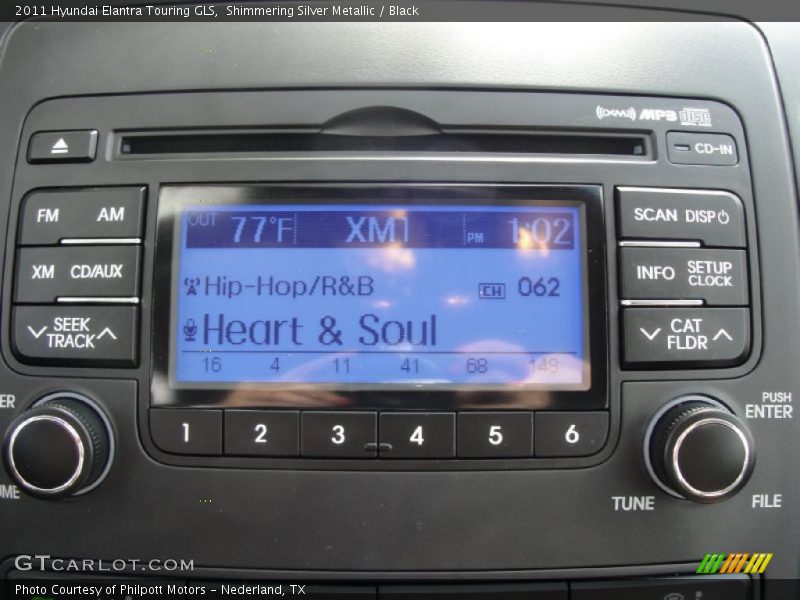 2011 Hyundai Elantra Touring GLS, Shimmering Silver Metallic / Black
((XM)) MP3 disc
CD-IN
FM AM
SCAN DISP
XM CD/AUX
INFO SETUP CLOCK
SEEK TRACK
CAT FLDR
OUT 77°F XM1 PM 1:02
Hip-Hop/R&B CH 062
Heart & Soul
16 4 11 41 68 148
1 2 3 4 5 6
PUSH
ENTER
TUNE
FILE
GTCARLOT.COM
Photo Courtesy of Philpott Motors - Nederland, TX